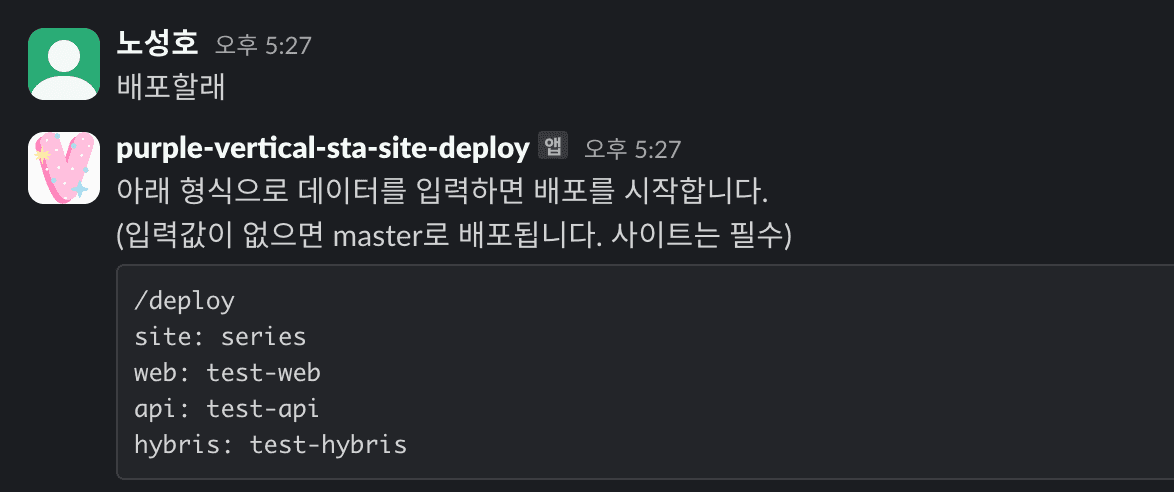 노성호 오후 5:27
배포할래
purple-vertical-sta-site-deploy 앱 오후 5:27
아래 형식으로 데이터를 입력하면 배포를 시작합니다.
(입력값이 없으면 master로 배포됩니다. 사이트는 필수)
/deploy
site: series
web: test-web
api: test-api
hybris: test-hybris